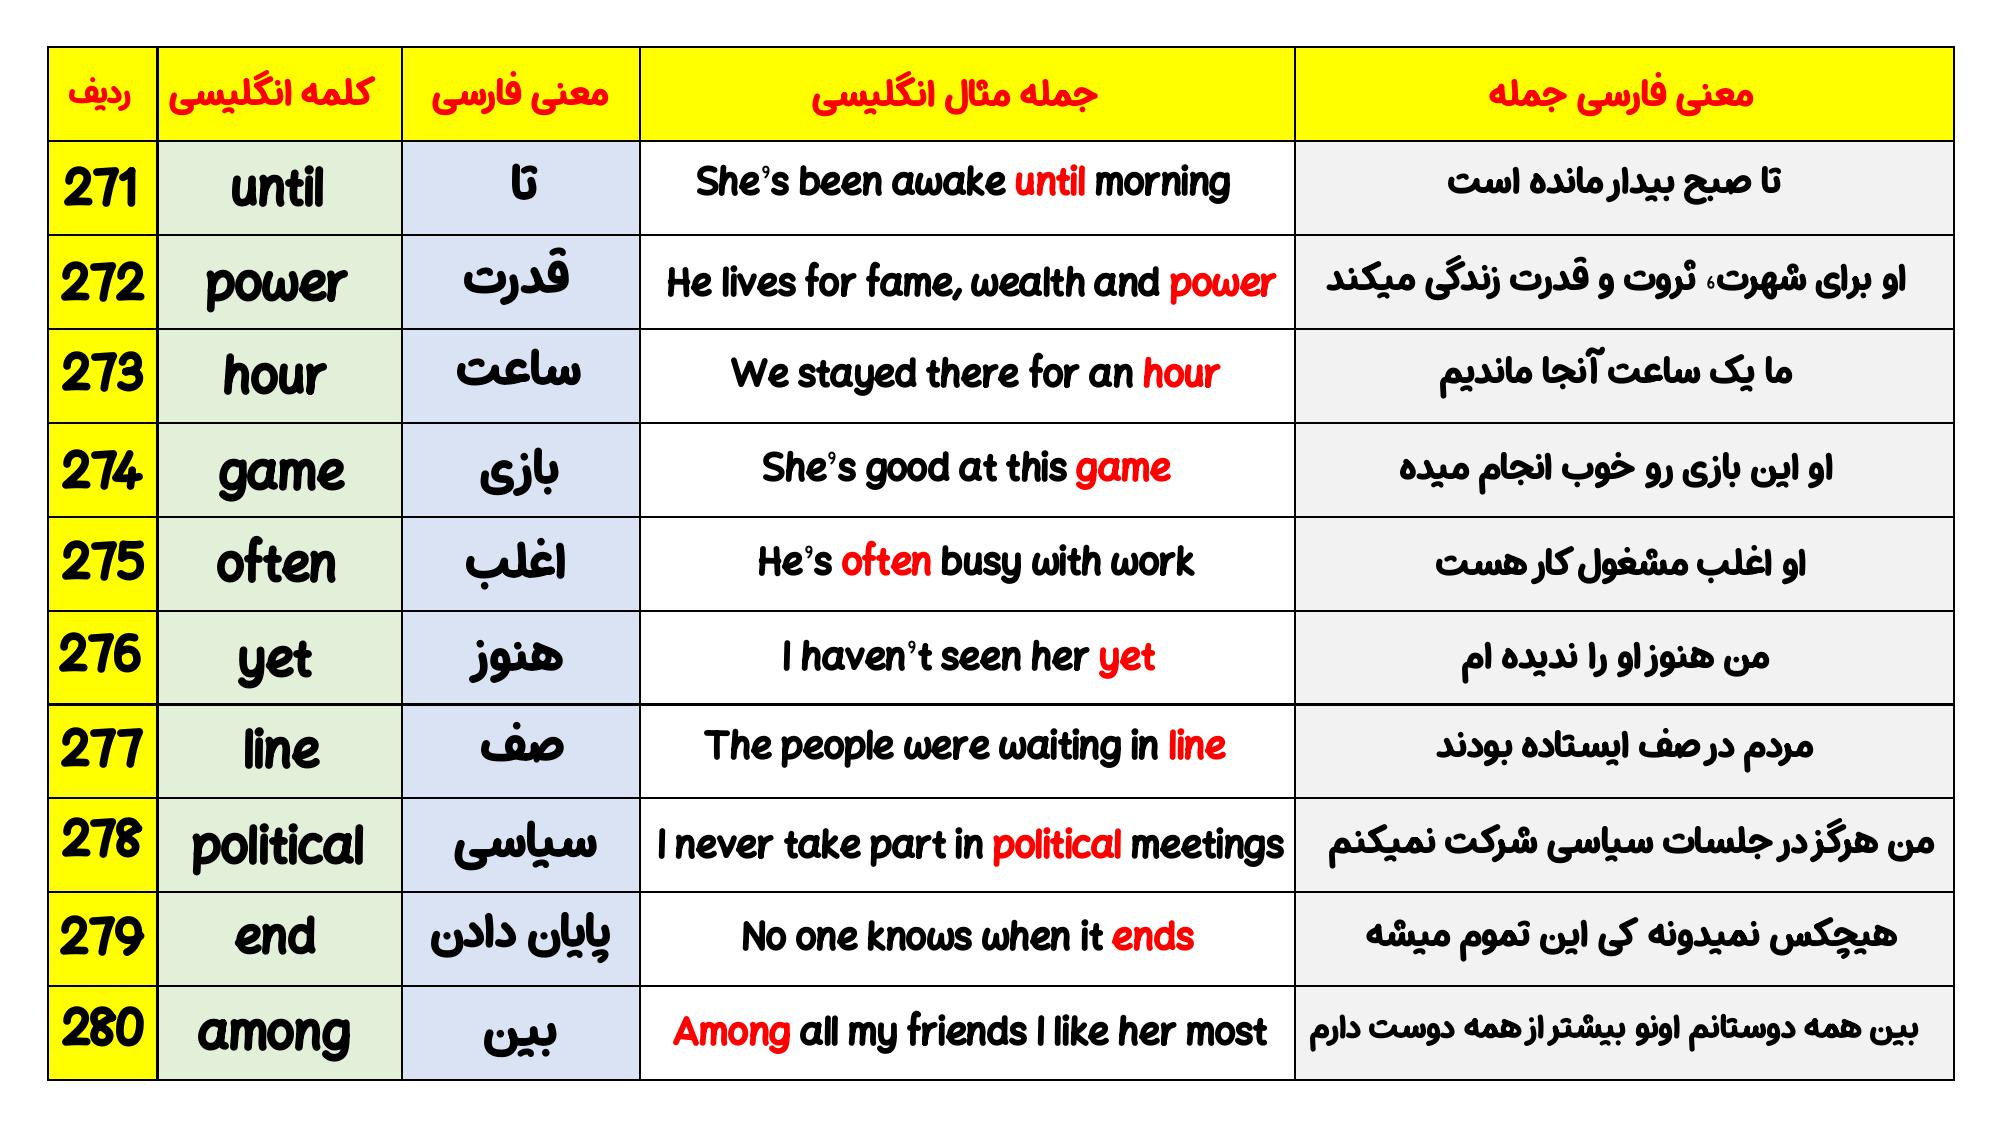 ردیف کلمه انگلیسی معنی فارسی جمله مثال انگلیسی معنی فارسی جمله
271 until تا She's been awake until morning تا صبح بیدار مانده است
272 power قدرت He lives for fame, wealth and power او برای شهرت، ثروت و قدرت زندگی میکند
273 hour ساعت We stayed there for an hour ما یک ساعت آنجا ماندیم
274 game بازی She's good at this game او این بازی رو خوب انجام میده
275 often اغلب He's often busy with work او اغلب مشغول کار هست
276 yet هنوز I haven't seen her yet من هنوز او را ندیده ام
277 line صف The people were waiting in line مردم در صف ایستاده بودند
278 political سیاسی I never take part in political meetings من هرگز در جلسات سیاسی شرکت نمیکنم
279 end پایان دادن No one knows when it ends هیچکس نمیدونه کی این تموم میشه
280 among بین Among all my friends I like her most بین همه دوستانم اونو بیشتر از همه دوست دارم